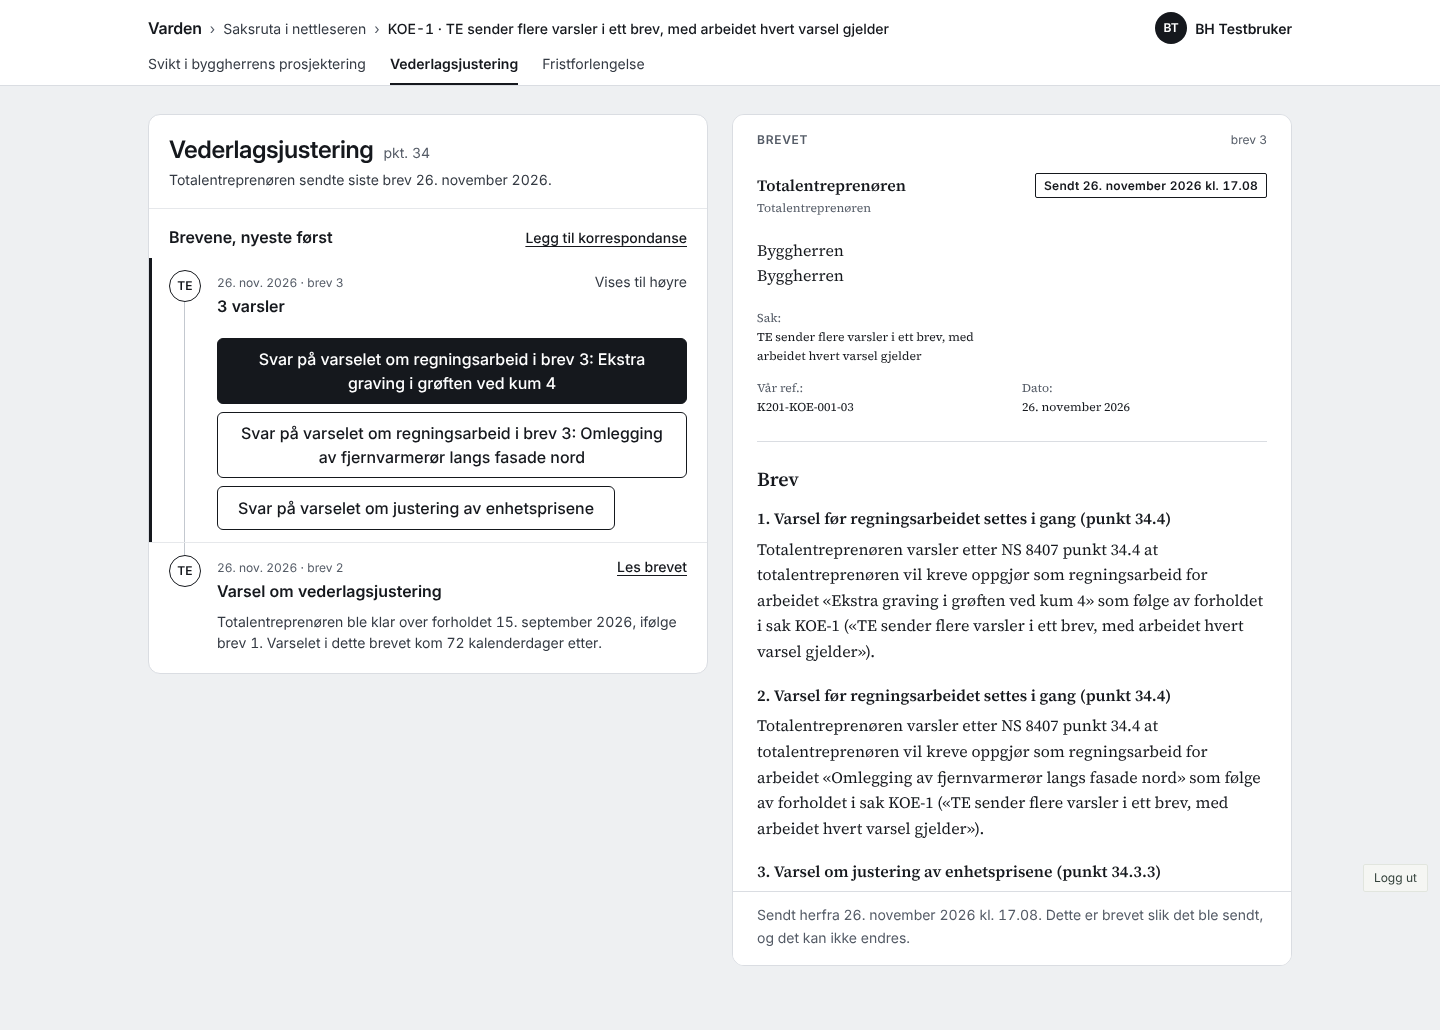 Varden › Saksruta i nettleseren › KOE-1 · TE sender flere varsler i ett brev, med arbeidet hvert varsel gjelder
BT BH Testbruker
Svikt i byggherrens prosjektering Vederlagsjustering Fristforlengelse
Vederlagsjustering pkt. 34
Totalentreprenøren sendte siste brev 26. november 2026.
Brevene, nyeste først Legg til korrespondanse
TE 26. nov. 2026 · brev 3 Vises til høyre
3 varsler
Svar på varselet om regningsarbeid i brev 3: Ekstra
graving i grøften ved kum 4
Svar på varselet om regningsarbeid i brev 3: Omlegging
av fjernvarmerør langs fasade nord
Svar på varselet om justering av enhetsprisene
TE 26. nov. 2026 · brev 2 Les brevet
Varsel om vederlagsjustering
Totalentreprenøren ble klar over forholdet 15. september 2026, ifølge
brev 1. Varselet i dette brevet kom 72 kalenderdager etter.
BREVET brev 3
Totalentreprenøren Sendt 26. november 2026 kl. 17.08
Totalentreprenøren
Byggherren
Byggherren
Sak:
TE sender flere varsler i ett brev, med
arbeidet hvert varsel gjelder
Vår ref.: Dato:
K201-KOE-001-03 26. november 2026
Brev
1. Varsel før regningsarbeidet settes i gang (punkt 34.4)
Totalentreprenøren varsler etter NS 8407 punkt 34.4 at
totalentreprenøren vil kreve oppgjør som regningsarbeid for
arbeidet «Ekstra graving i grøften ved kum 4» som følge av forholdet
i sak KOE-1 («TE sender flere varsler i ett brev, med arbeidet hvert
varsel gjelder»).
2. Varsel før regningsarbeidet settes i gang (punkt 34.4)
Totalentreprenøren varsler etter NS 8407 punkt 34.4 at
totalentreprenøren vil kreve oppgjør som regningsarbeid for
arbeidet «Omlegging av fjernvarmerør langs fasade nord» som følge
av forholdet i sak KOE-1 («TE sender flere varsler i ett brev, med
arbeidet hvert varsel gjelder»).
3. Varsel om justering av enhetsprisene (punkt 34.3.3)
Sendt herfra 26. november 2026 kl. 17.08. Dette er brevet slik det ble sendt,
og det kan ikke endres.
Logg ut